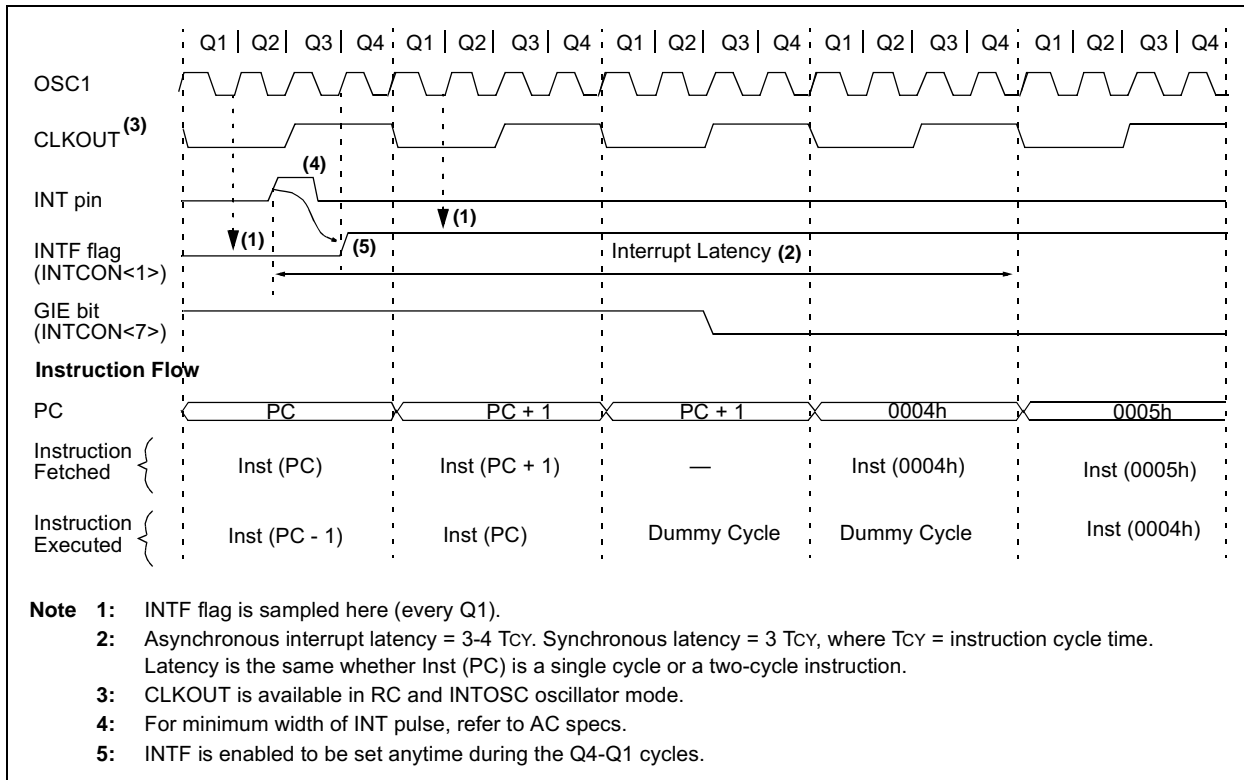 Q1 Q2 Q3 Q4 Q1 Q2 Q3 Q4 Q1 Q2 Q3 Q4 Q1 Q2 Q3 Q4 Q1 Q2 Q3 Q4
OSC1
CLKOUT (3)
(4)
INT pin
(1) (1)
INTF flag
(INTCON<1>)
(5)
Interrupt Latency (2)
GIE bit
(INTCON<7>)
Instruction Flow
PC PC PC + 1 PC + 1 0004h 0005h
Instruction
Fetched
Inst (PC) Inst (PC + 1) — Inst (0004h) Inst (0005h)
Instruction
Executed
Inst (PC - 1) Inst (PC) Dummy Cycle Dummy Cycle Inst (0004h)
Note 1: INTF flag is sampled here (every Q1).
2: Asynchronous interrupt latency = 3-4 TCY. Synchronous latency = 3 TCY, where TCY = instruction cycle time.
Latency is the same whether Inst (PC) is a single cycle or a two-cycle instruction.
3: CLKOUT is available in RC and INTOSC oscillator mode.
4: For minimum width of INT pulse, refer to AC specs.
5: INTF is enabled to be set anytime during the Q4-Q1 cycles.